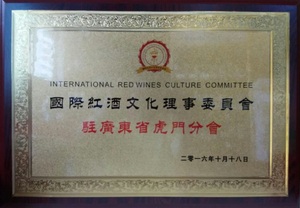 INTERNATIONAL RED WINES CULTURE COMMITTEE
國際紅酒文化理事委員會
駐廣東省虎門分會
二零一六年十月十八日